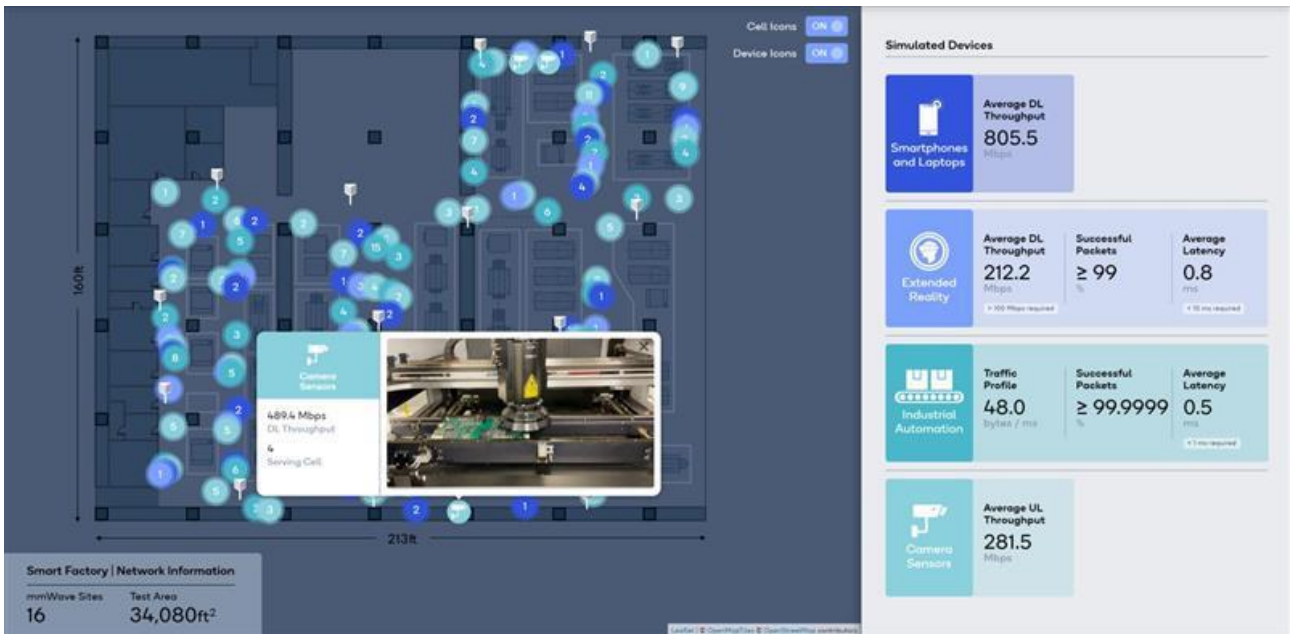 Cell Icons ON
Device Icons ON
160ft
213ft
Camera
Sensors
489.4 Mbps
DL Throughput
4
Serving Cell
Smart Factory | Network Information
mmWave Sites
16
Test Area
34,080ft²
Leaflet | © OpenMapTiles © OpenStreetMap contributors
Simulated Devices
Smartphones
and Laptops
Average DL
Throughput
805.5
Mbps
Extended
Reality
Average DL
Throughput
212.2
Mbps
> 100 Mbps required
Successful
Packets
≥ 99
%
Average
Latency
0.8
ms
< 10 ms required
Industrial
Automation
Traffic
Profile
48.0
bytes / ms
Successful
Packets
≥ 99.9999
%
Average
Latency
0.5
ms
< 1 ms required
Camera
Sensors
Average UL
Throughput
281.5
Mbps